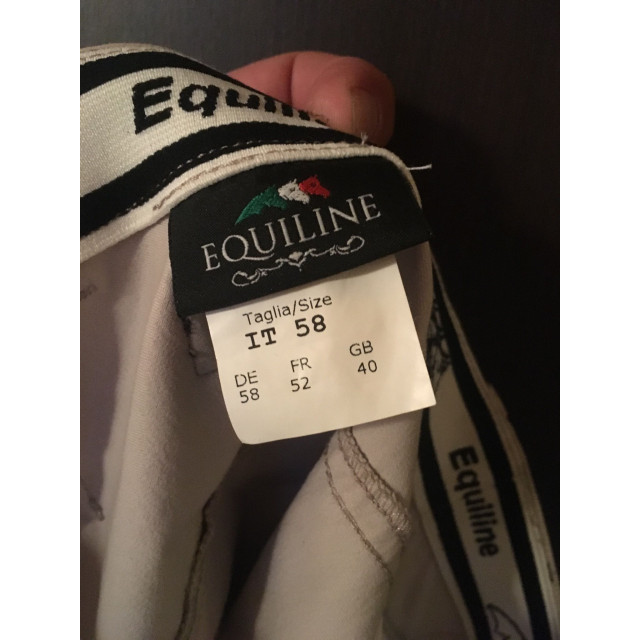 Equiline
EQUILINE
Taglia/Size
IT 58
DE FR GB
58 52 40
Equiline